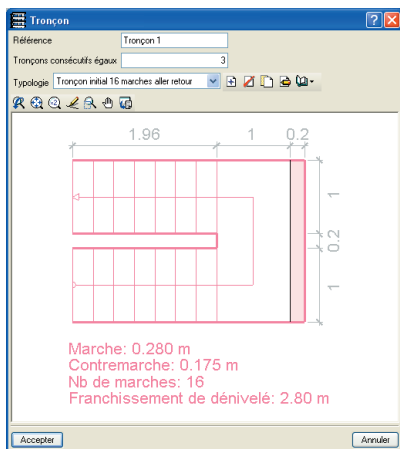 Tronçon
Référence
Tronçon 1
Tronçons consécutifs égaux
3
Typologie
Tronçon initial 16 marches aller retour
1.96
1
0.2
1
0.2
1
Marche: 0.280 m
Contremarche: 0.175 m
Nb de marches: 16
Franchissement de dénivelé: 2.80 m
Accepter
Annuler